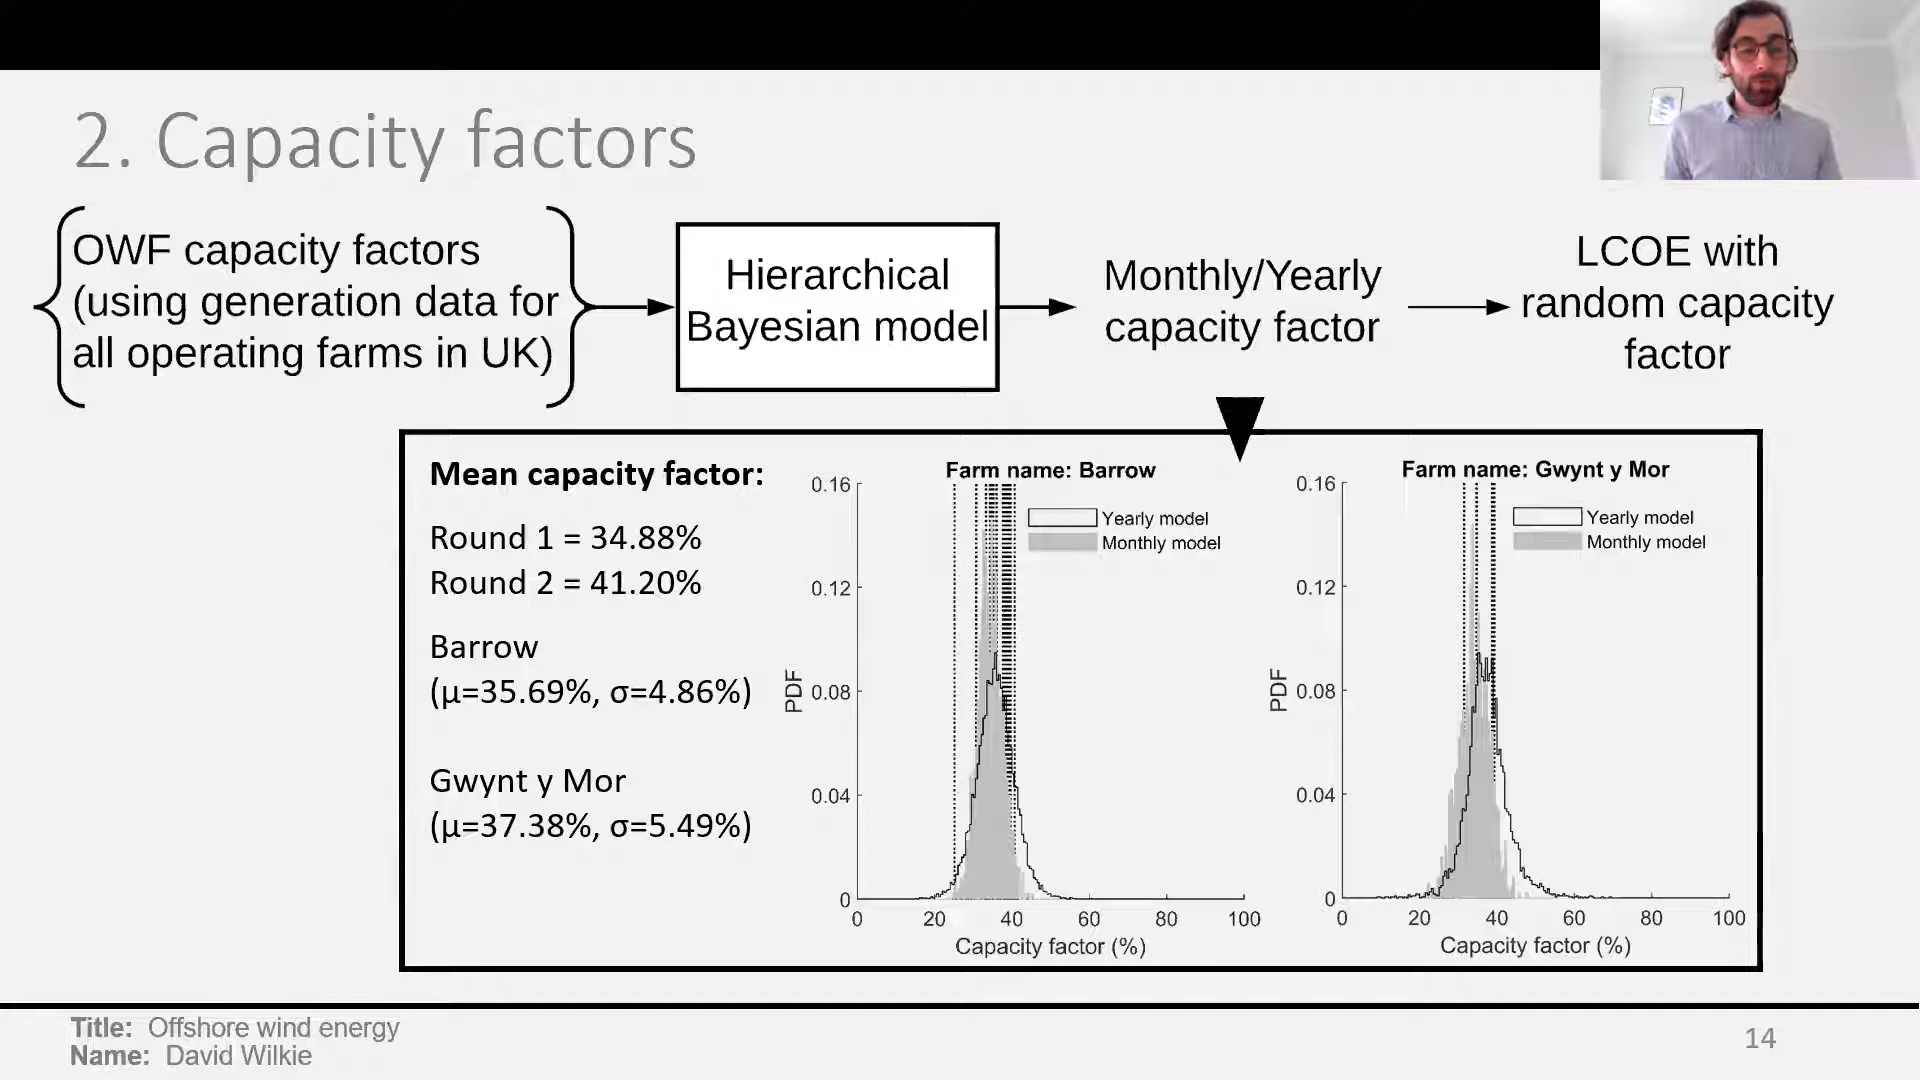 2. Capacity factors
OWF capacity factors
(using generation data for
all operating farms in UK)
Hierarchical
Bayesian model
Monthly/Yearly
capacity factor
LCOE with
random capacity
factor
Mean capacity factor:
Round 1 = 34.88%
Round 2 = 41.20%
Barrow
(μ=35.69%, σ=4.86%)
Gwynt y Mor
(μ=37.38%, σ=5.49%)
Farm name: Barrow
Yearly model
Monthly model
PDF
0.16
0.12
0.08
0.04
0
0 20 40 60 80 100
Capacity factor (%)
Farm name: Gwynt y Mor
Yearly model
Monthly model
PDF
0.16
0.12
0.08
0.04
0
0 20 40 60 80 100
Capacity factor (%)
Title: Offshore wind energy
Name: David Wilkie
14